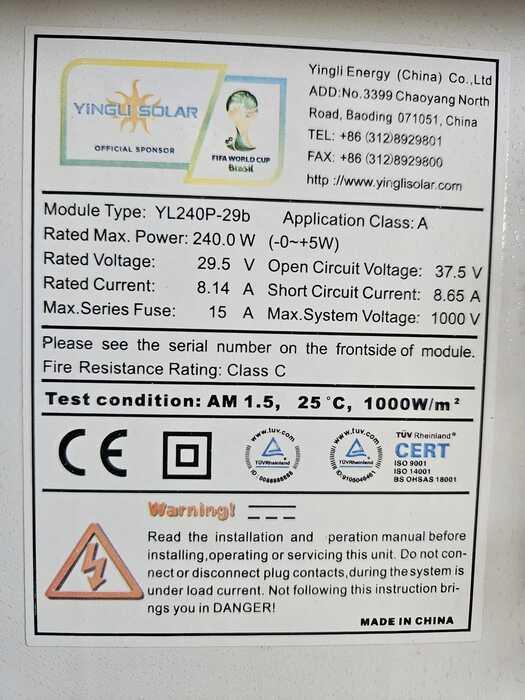 YINGLI SOLAR
OFFICIAL SPONSOR
FIFA WORLD CUP
Brasil
Yingli Energy (China) Co.,Ltd
ADD:No.3399 Chaoyang North
Road, Baoding 071051, China
TEL: +86 (312)8929801
FAX: +86 (312)8929800
http://www.yinglisolar.com
Module Type: YL240P-29b Application Class: A
Rated Max. Power: 240.0 W (-0~+5W)
Rated Voltage: 29.5 V Open Circuit Voltage: 37.5 V
Rated Current: 8.14 A Short Circuit Current: 8.65 A
Max.Series Fuse: 15 A Max.System Voltage: 1000 V
Please see the serial number on the frontside of module.
Fire Resistance Rating: Class C
Test condition: AM 1.5, 25 °C, 1000W/m²
CE
www.tuv.com
TÜVRheinland
www.tuv.com
TÜVRheinland
TÜV Rheinland®
CERT
ISO 9001
ISO 14001
BS OHSAS 18001
Warning!
Read the installation and peration manual before
installing,operating or servicing this unit. Do not con-
nect or disconnect plug contacts,during the system is
under load current. Not following this instruction bri-
ngs you in DANGER!
MADE IN CHINA